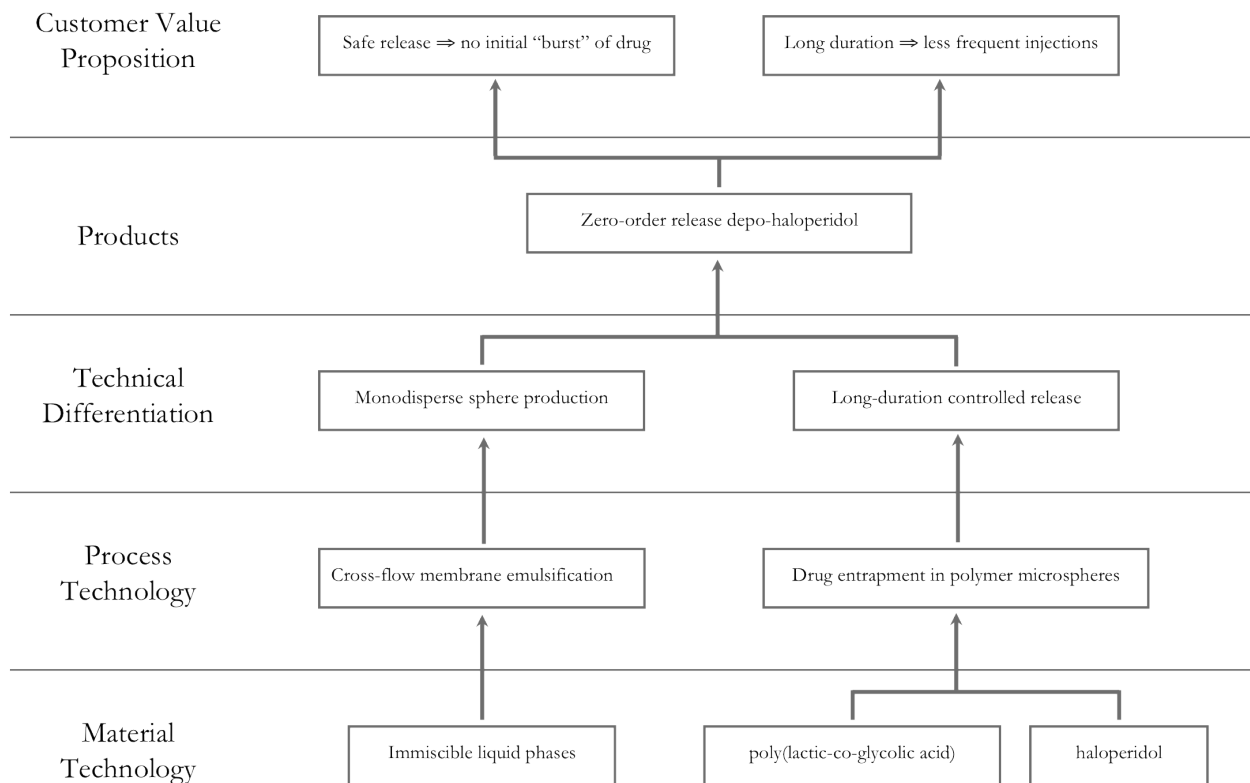 Customer Value
Proposition
Safe release ⇒ no initial “burst” of drug
Long duration ⇒ less frequent injections
Products
Zero-order release depo-haloperidol
Technical
Differentiation
Monodisperse sphere production
Long-duration controlled release
Process
Technology
Cross-flow membrane emulsification
Drug entrapment in polymer microspheres
Material
Technology
Immiscible liquid phases
poly(lactic-co-glycolic acid)
haloperidol